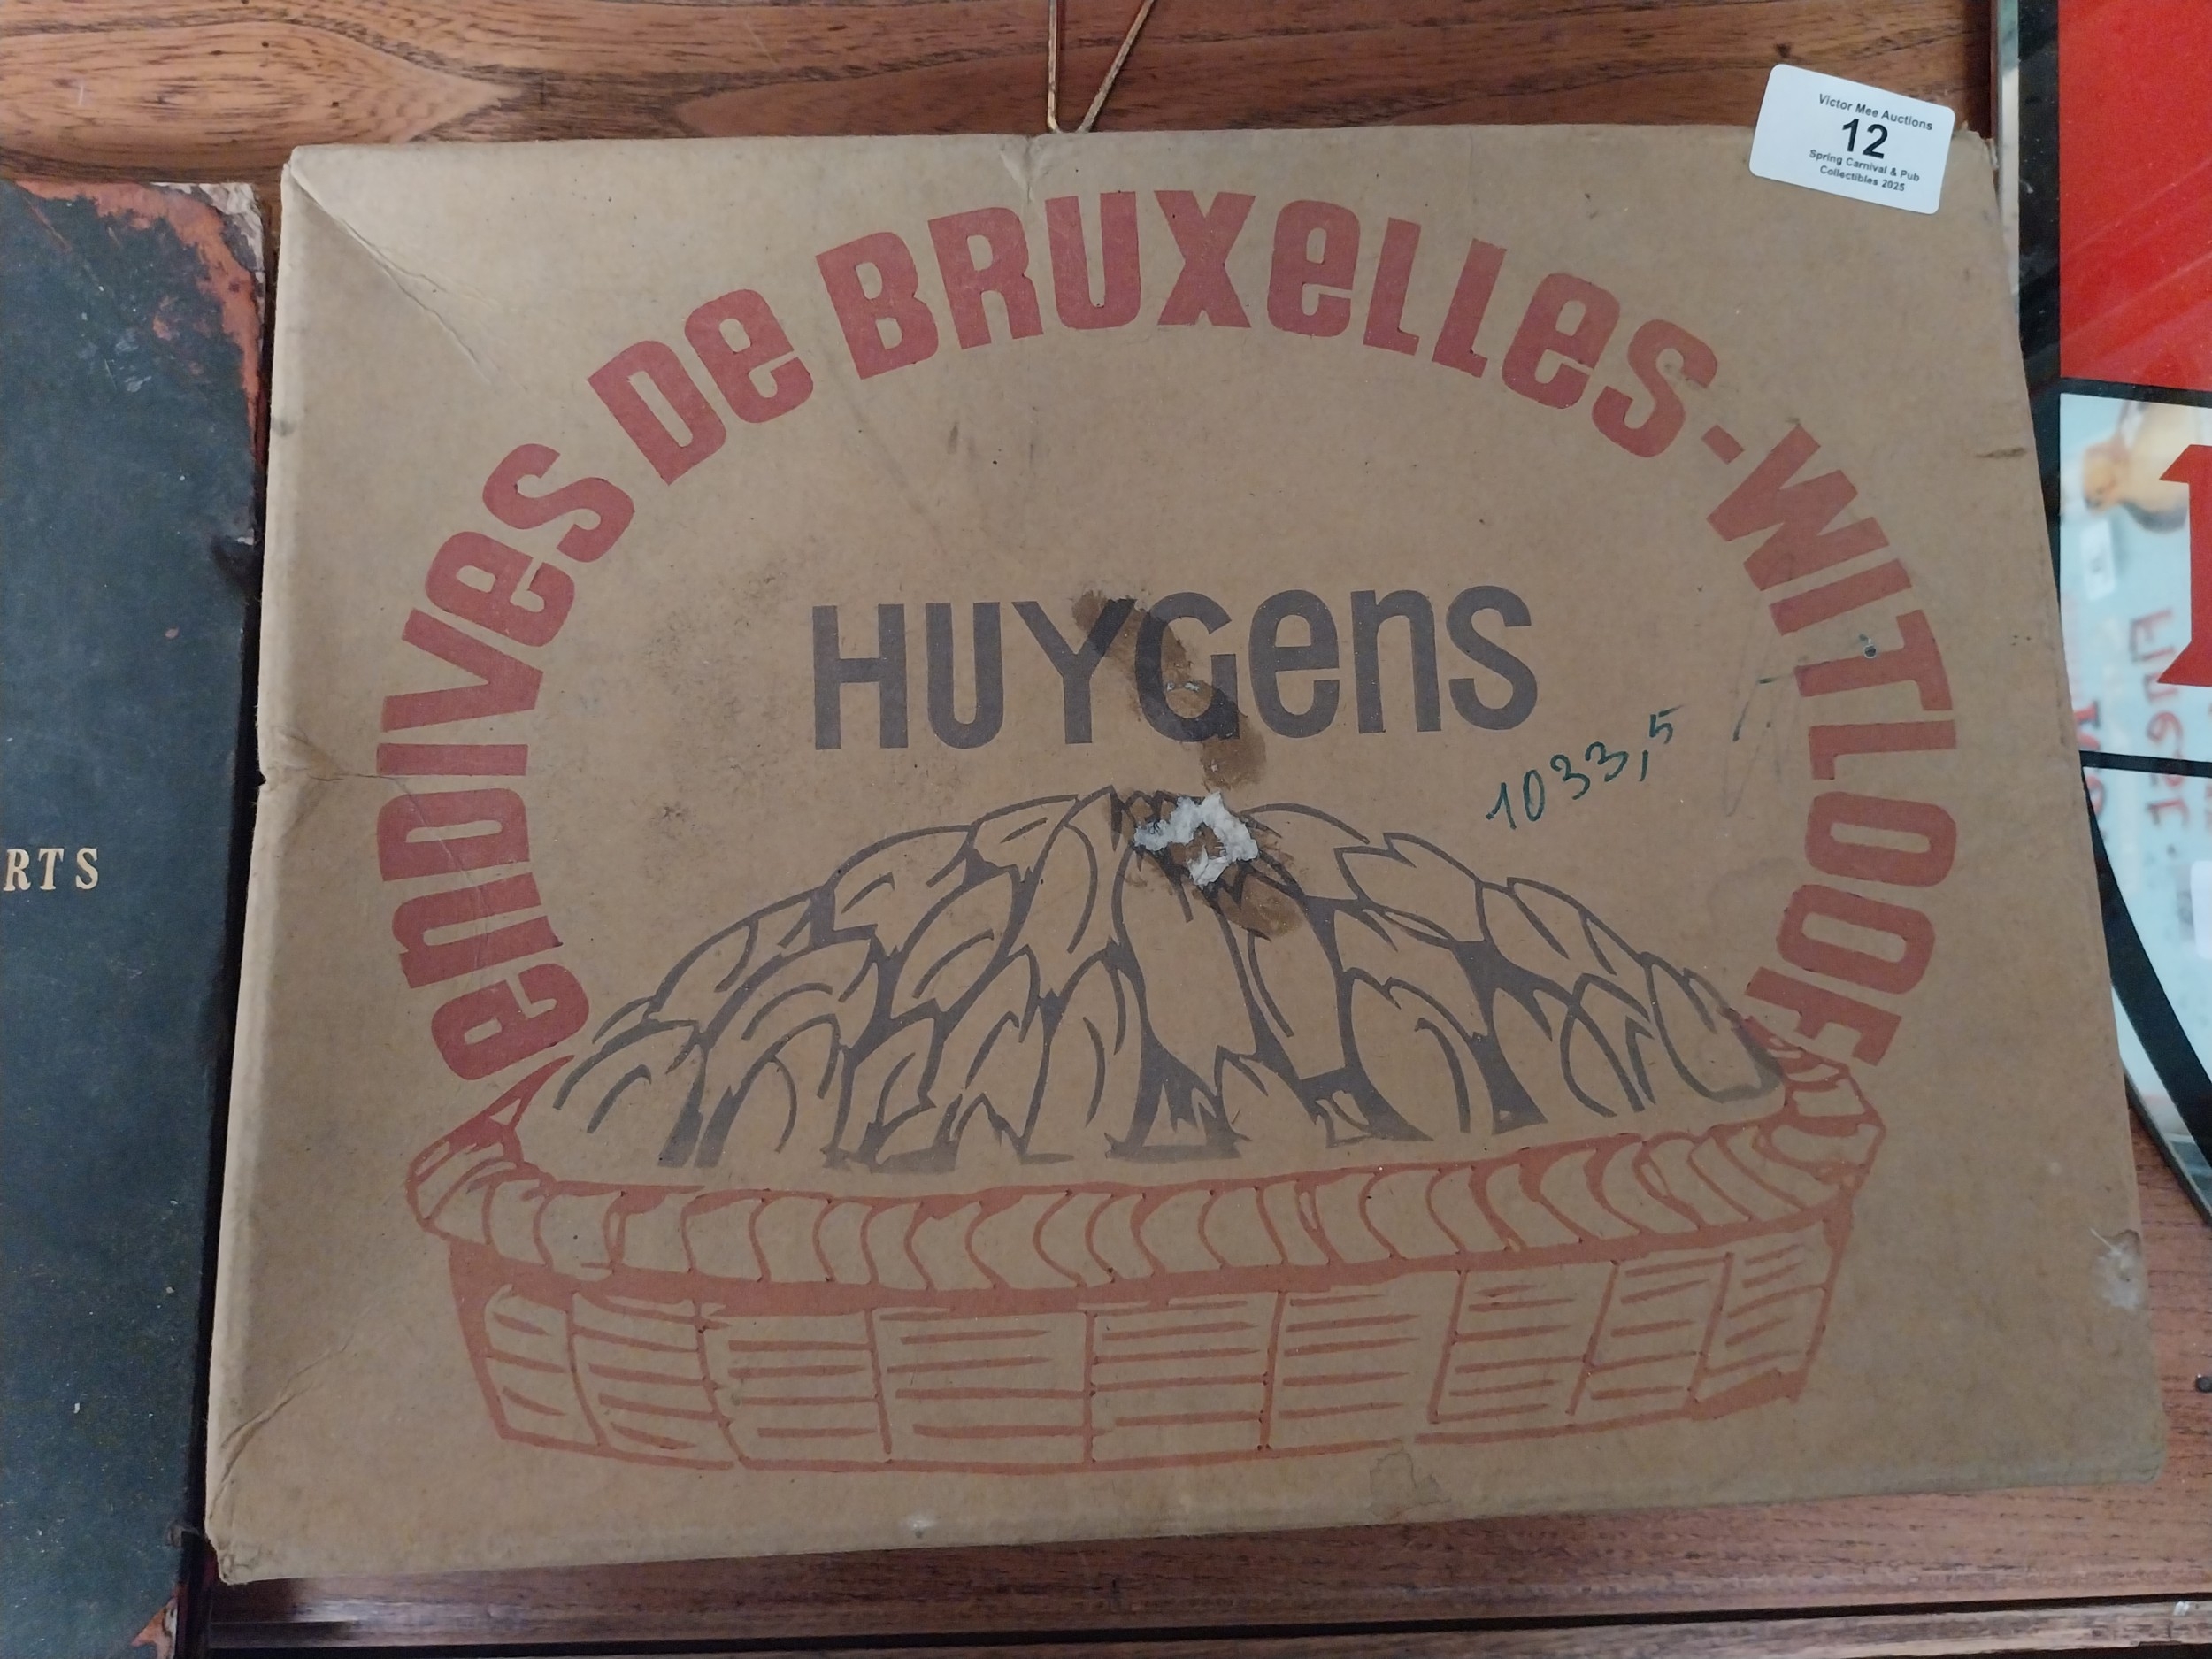 Victor Mee Auctions
12
Spring Carnival & Pub
Collectibles 2025
enDIVes De BRUXeLLes-WITLOOF
HUYGens
1033,5
RTS